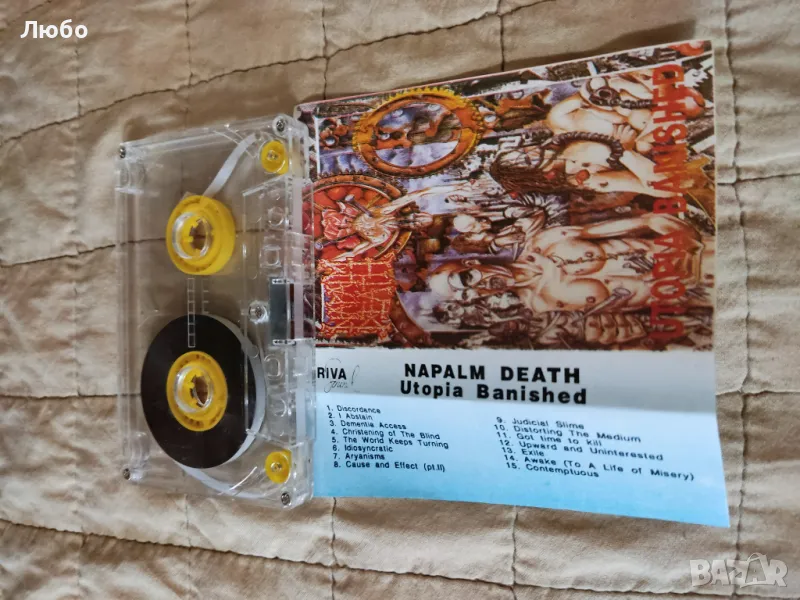 Любо
UTOPIA BANISHED
RIVA
NAPALM DEATH
Utopia Banished
1. Discordance
2. I Abstain
3. Dementia Access
4. Christening of The Blind
5. The World Keeps Turning
6. Idiosyncratic
7. Aryanisms
8. Cause and Effect (pt.II)
9. Judicial Slime
10. Distorting The Medium
11. Got time to kill
12. Upward and Uninterested
13. Exile
14. Awake (To A Life of Misery)
15. Contemptuous
BAZAR